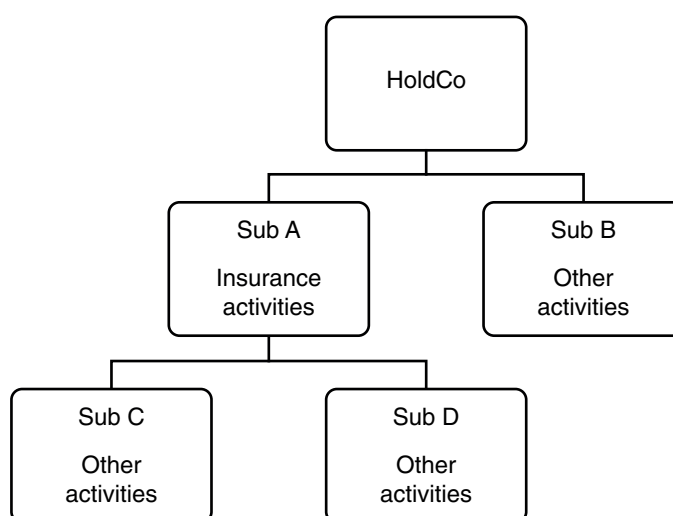 HoldCo
Sub A
Insurance
activities
Sub B
Other
activities
Sub C
Other
activities
Sub D
Other
activities